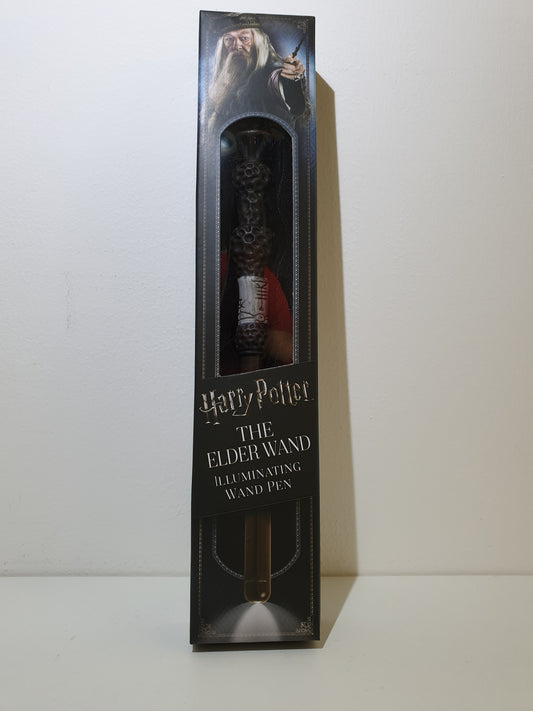 Harry Potter
THE
ELDER WAND
ILLUMINATING
WAND PEN